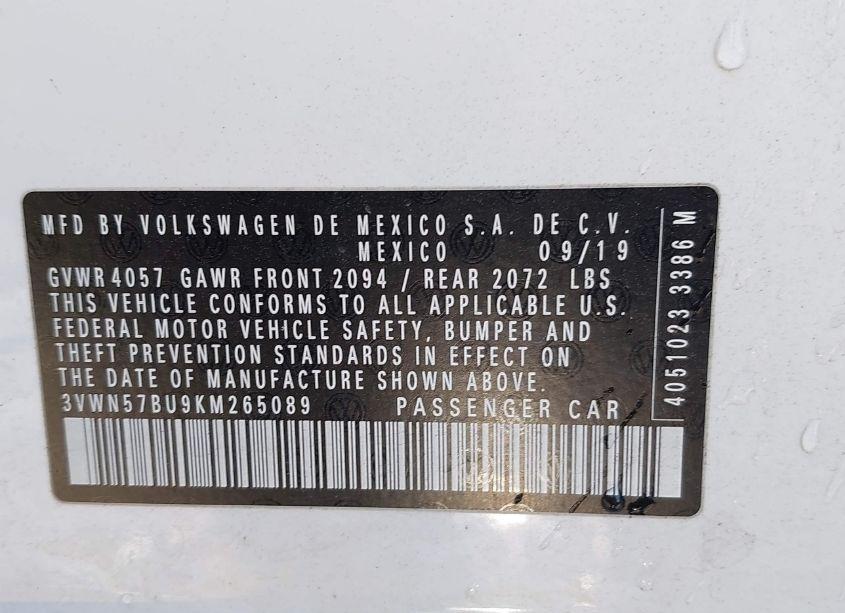 MFD BY VOLKSWAGEN DE MEXICO S.A. DE C.V.
MEXICO 09/19
GVWR 4057 GAWR FRONT 2094 / REAR 2072 LBS
THIS VEHICLE CONFORMS TO ALL APPLICABLE U.S.
FEDERAL MOTOR VEHICLE SAFETY, BUMPER AND
THEFT PREVENTION STANDARDS IN EFFECT ON
THE DATE OF MANUFACTURE SHOWN ABOVE.
3VWN57BU9KM265089 PASSENGER CAR
4051023 3386 M